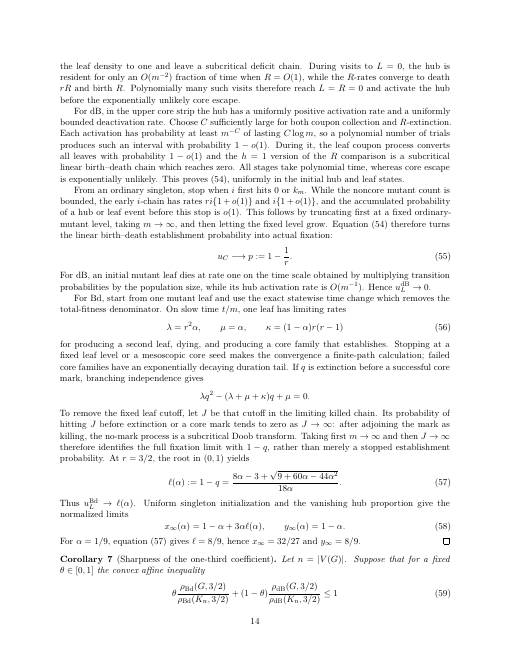 the leaf density to one and leave a subcritical deficit chain. During visits to L = 0, the hub is
resident for only an O(m⁻²) fraction of time when R = O(1), while the R-rates converge to death
rR and birth R. Polynomially many such visits therefore reach L = R = 0 and activate the hub
before the exponentially unlikely core escape.
For dB, in the upper core strip the hub has a uniformly positive activation rate and a uniformly
bounded deactivation rate. Choose C sufficiently large for both coupon collection and R-extinction.
Each activation has probability at least m⁻ᶜ of lasting C log m, so a polynomial number of trials
produces such an interval with probability 1 − o(1). During it, the leaf coupon process converts
all leaves with probability 1 − o(1) and the h = 1 version of the R comparison is a subcritical
linear birth–death chain which reaches zero. All stages take polynomial time, whereas core escape
is exponentially unlikely. This proves (54), uniformly in the initial hub and leaf states.
From an ordinary singleton, stop when i first hits 0 or kₘ. While the noncore mutant count is
bounded, the early i-chain has rates ri{1 + o(1)} and i{1 + o(1)}, and the accumulated probability
of a hub or leaf event before this stop is o(1). This follows by truncating first at a fixed ordinary-
mutant level, taking m → ∞, and then letting the fixed level grow. Equation (54) therefore turns
the linear birth–death establishment probability into actual fixation:
u_C ⟶ p := 1 − 1/r. (55)
For dB, an initial mutant leaf dies at rate one on the time scale obtained by multiplying transition
probabilities by the population size, while its hub activation rate is O(m⁻¹). Hence u_L^dB → 0.
For Bd, start from one mutant leaf and use the exact statewise time change which removes the
total-fitness denominator. On slow time t/m, one leaf has limiting rates
λ = r²α, μ = α, κ = (1 − α)r(r − 1) (56)
for producing a second leaf, dying, and producing a core family that establishes. Stopping at a
fixed leaf level or a mesoscopic core seed makes the convergence a finite-path calculation; failed
core families have an exponentially decaying duration tail. If q is extinction before a successful core
mark, branching independence gives
λq² − (λ + μ + κ)q + μ = 0.
To remove the fixed leaf cutoff, let J be that cutoff in the limiting killed chain. Its probability of
hitting J before extinction or a core mark tends to zero as J → ∞: after adjoining the mark as
killing, the no-mark process is a subcritical Doob transform. Taking first m → ∞ and then J → ∞
therefore identifies the full fixation limit with 1 − q, rather than merely a stopped establishment
probability. At r = 3/2, the root in (0, 1) yields
ℓ(α) := 1 − q = (8α − 3 + √(9 + 60α − 44α²))/(18α). (57)
Thus u_L^Bd → ℓ(α). Uniform singleton initialization and the vanishing hub proportion give the
normalized limits
x_∞(α) = 1 − α + 3αℓ(α), y_∞(α) = 1 − α. (58)
For α = 1/9, equation (57) gives ℓ = 8/9, hence x_∞ = 32/27 and y_∞ = 8/9. □
Corollary 7 (Sharpness of the one-third coefficient). Let n = |V(G)|. Suppose that for a fixed
θ ∈ [0, 1] the convex affine inequality
θ ρ_Bd(G, 3/2)/ρ_Bd(K_n, 3/2) + (1 − θ) ρ_dB(G, 3/2)/ρ_dB(K_n, 3/2) ≤ 1 (59)
14